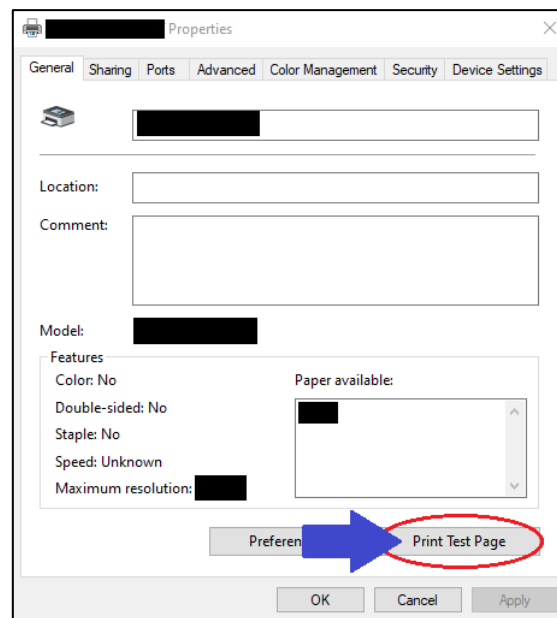 Properties
General Sharing Ports Advanced Color Management Security Device Settings
Location:
Comment:
Model:
Features
Color: No
Double-sided: No
Staple: No
Speed: Unknown
Maximum resolution:
Paper available:
Print Test Page
OK Cancel Apply